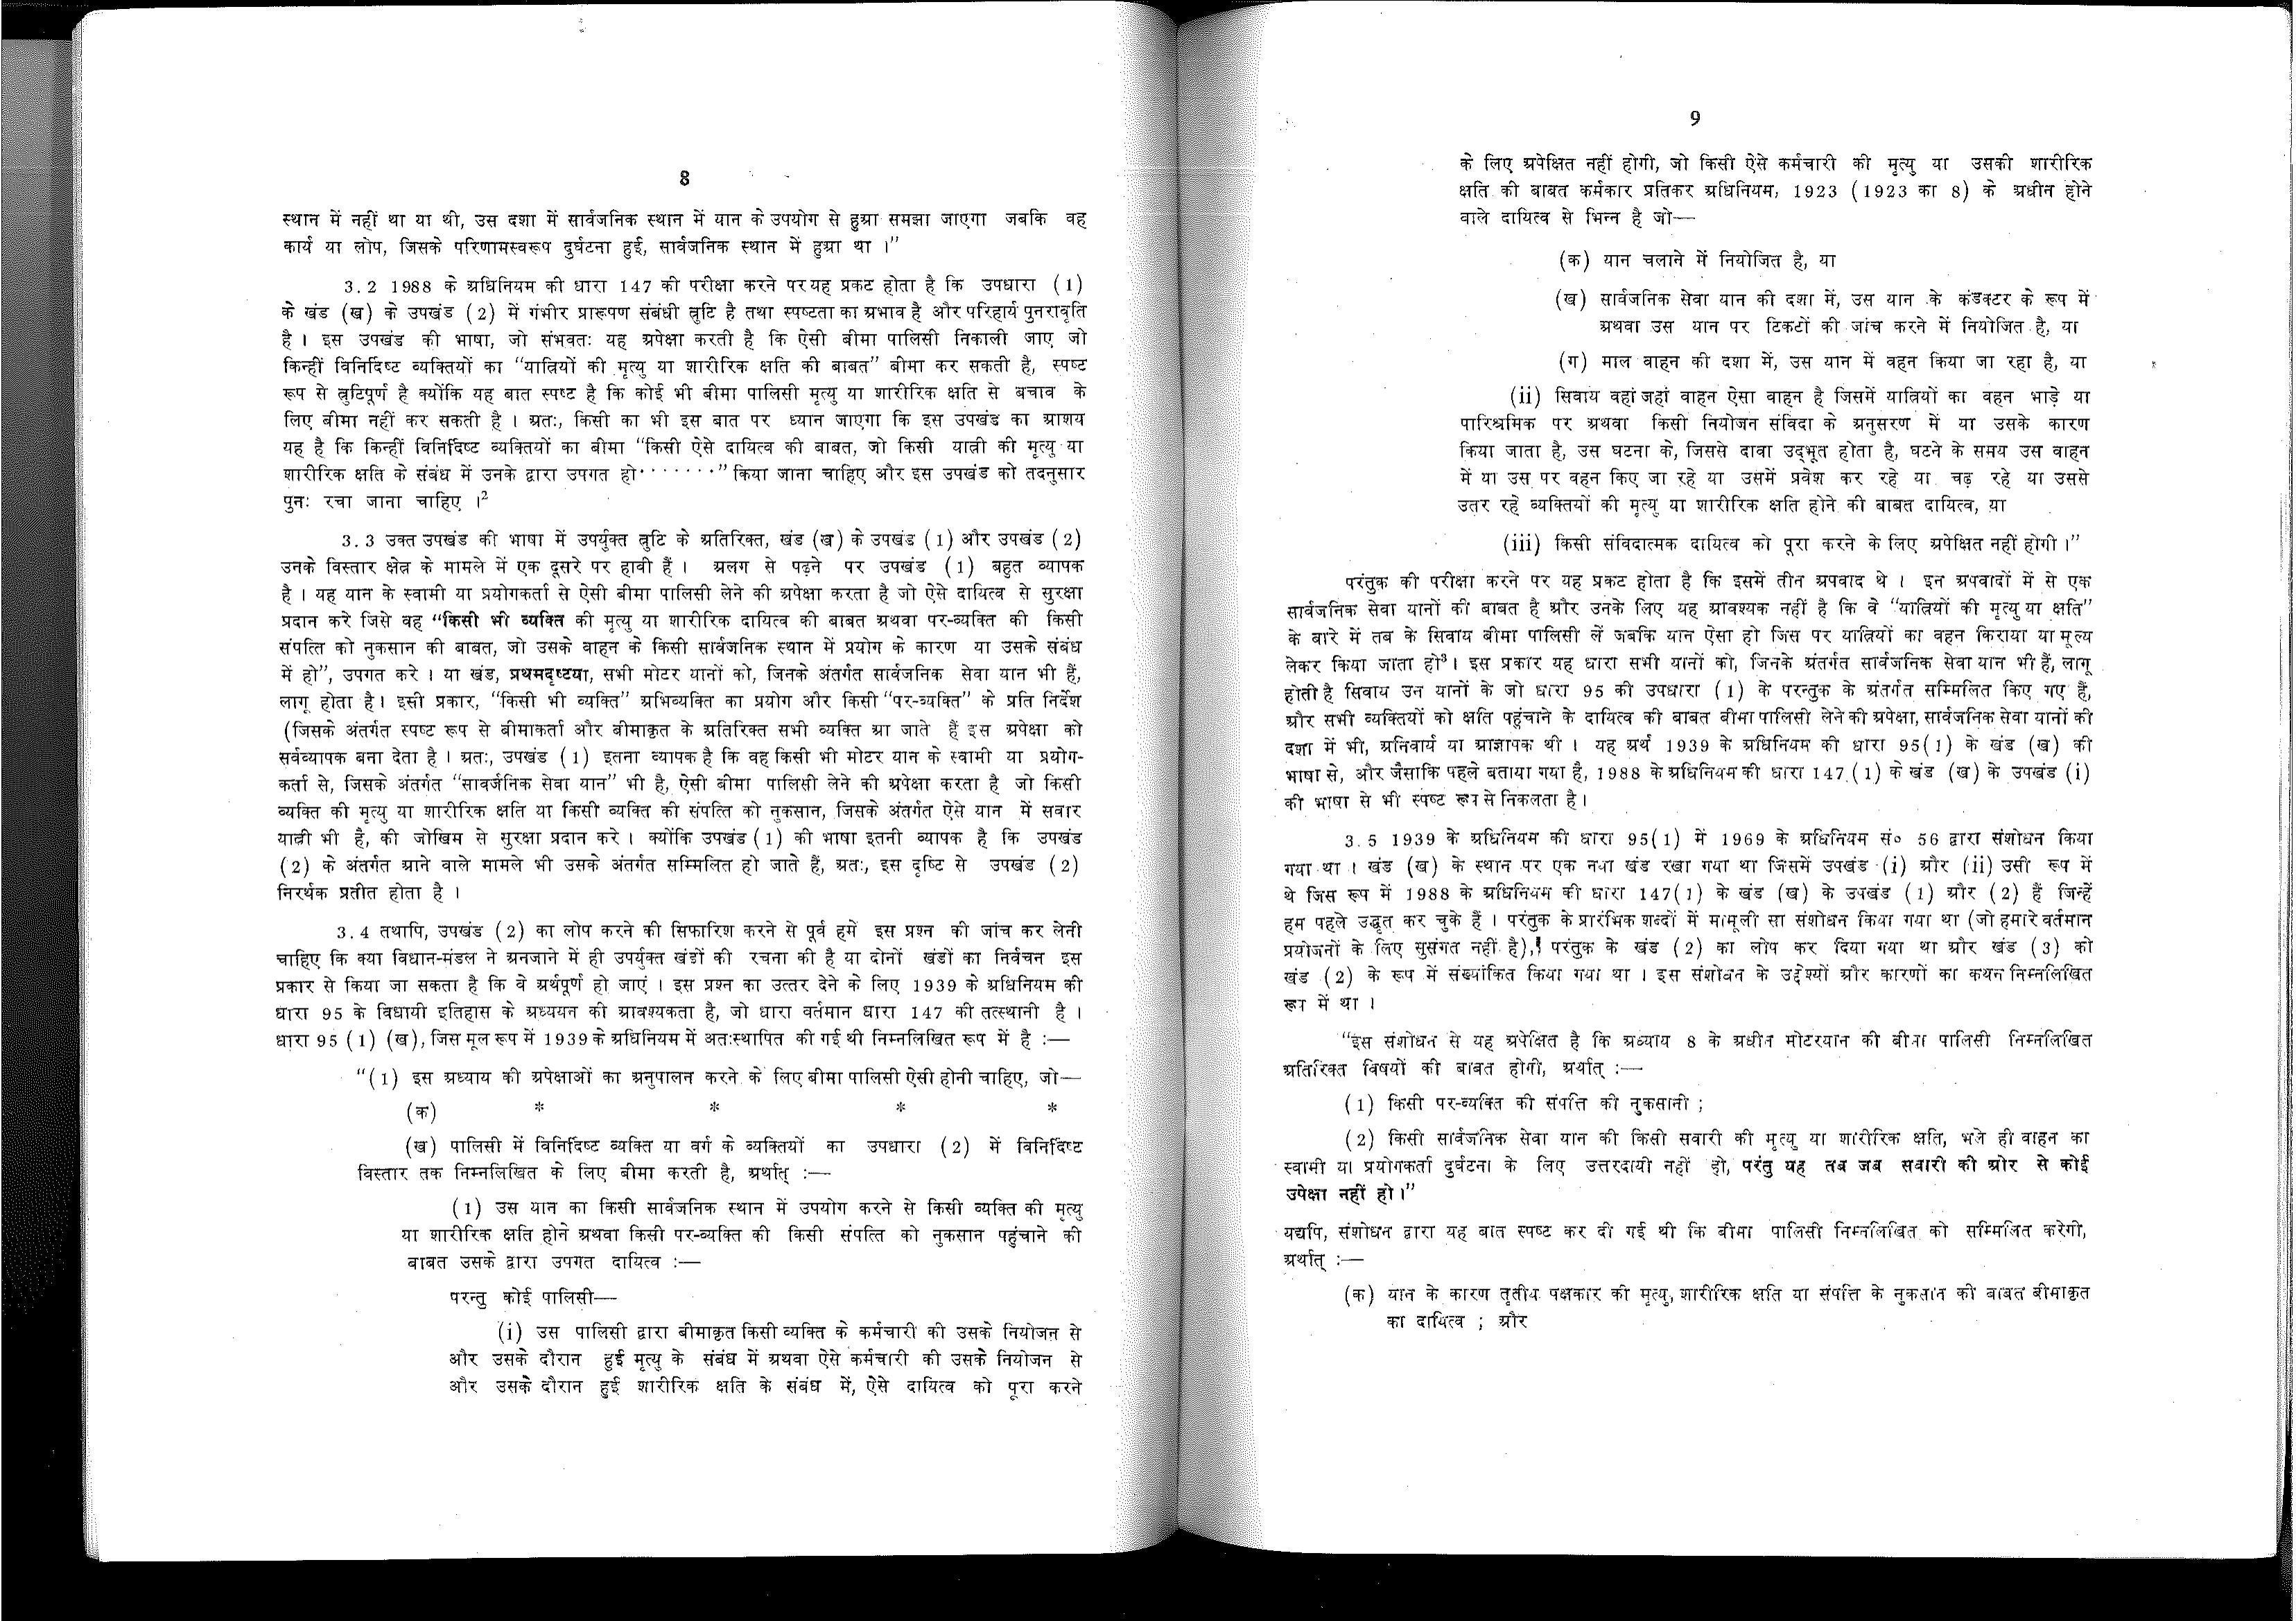 8
स्थान में नहीं था या थी, उस दशा में सार्वजनिक स्थान में यान के उपयोग से हुआ समझा जाएगा जबकि वह
कार्य या लोप, जिसके परिणामस्वरूप दुर्घटना हुई, सार्वजनिक स्थान में हुआ था ।”
3.2 1988 के अधिनियम की धारा 147 की परीक्षा करने पर यह प्रकट होता है कि उपधारा (1)
के खंड (ख) के उपखंड (2) में गंभीर प्रारूपण संबंधी त्रुटि है तथा स्पष्टता का अभाव है और परिहार्य पुनरावृति
है । इस उपखंड की भाषा, जो संभवतः यह अपेक्षा करती है कि ऐसी बीमा पालिसी निकाली जाए जो
किन्हीं विनिर्दिष्ट व्यक्तियों का “यात्रियों की मृत्यु या शारीरिक क्षति की बाबत” बीमा कर सकती है, स्पष्ट
रूप से त्रुटिपूर्ण है क्योंकि यह बात स्पष्ट है कि कोई भी बीमा पालिसी मृत्यु या शारीरिक क्षति से बचाव के
लिए बीमा नहीं कर सकती है । अतः, किसी का भी इस बात पर ध्यान जाएगा कि इस उपखंड का आशय
यह है कि किन्हीं विनिर्दिष्ट व्यक्तियों का बीमा “किसी ऐसे दायित्व की बाबत, जो किसी यात्री की मृत्यु या
शारीरिक क्षति के संबंध में उनके द्वारा उपगत हो·······” किया जाना चाहिए और इस उपखंड को तदनुसार
पुनः रचा जाना चाहिए ।²
3.3 उक्त उपखंड की भाषा में उपर्युक्त त्रुटि के अतिरिक्त, खंड (ख) के उपखंड (1) और उपखंड (2)
उनके विस्तार क्षेत्र के मामले में एक दूसरे पर हावी हैं । अलग से पढ़ने पर उपखंड (1) बहुत व्यापक
है । यह यान के स्वामी या प्रयोगकर्ता से ऐसी बीमा पालिसी लेने की अपेक्षा करता है जो ऐसे दायित्व से सुरक्षा
प्रदान करे जिसे वह “किसी भी व्यक्ति की मृत्यु या शारीरिक दायित्व की बाबत अथवा पर-व्यक्ति की किसी
संपत्ति को नुकसान की बाबत, जो उसके वाहन के किसी सार्वजनिक स्थान में प्रयोग के कारण या उसके संबंध
में हो”, उपगत करे । या खंड, प्रथमदृष्टया, सभी मोटर यानों को, जिनके अंतर्गत सार्वजनिक सेवा यान भी हैं,
लागू होता है। इसी प्रकार, “किसी भी व्यक्ति” अभिव्यक्ति का प्रयोग और किसी “पर-व्यक्ति” के प्रति निर्देश
(जिसके अंतर्गत स्पष्ट रूप से बीमाकर्ता और बीमाकृत के अतिरिक्त सभी व्यक्ति आ जाते हैं इस अपेक्षा को
सर्वव्यापक बना देता है । अतः, उपखंड (1) इतना व्यापक है कि वह किसी भी मोटर यान के स्वामी या प्रयोग-
कर्ता से, जिसके अंतर्गत “सावर्जनिक सेवा यान” भी है, ऐसी बीमा पालिसी लेने की अपेक्षा करता है जो किसी
व्यक्ति की मृत्यु या शारीरिक क्षति या किसी व्यक्ति की संपत्ति को नुकसान, जिसके अंतर्गत ऐसे यान में सवार
यात्री भी है, की जोखिम से सुरक्षा प्रदान करे । क्योंकि उपखंड (1) की भाषा इतनी व्यापक है कि उपखंड
(2) के अंतर्गत आने वाले मामले भी उसके अंतर्गत सम्मिलित हो जाते हैं, अतः, इस दृष्टि से उपखंड (2)
निरर्थक प्रतीत होता है ।
3.4 तथापि, उपखंड (2) का लोप करने की सिफारिश करने से पूर्व हमें इस प्रश्न की जांच कर लेनी
चाहिए कि क्या विधान-मंडल ने अनजाने में ही उपर्युक्त खंडों की रचना की है या दोनों खंडों का निर्वचन इस
प्रकार से किया जा सकता है कि वे अर्थपूर्ण हो जाएं । इस प्रश्न का उत्तर देने के लिए 1939 के अधिनियम की
धारा 95 के विधायी इतिहास के अध्ययन की आवश्यकता है, जो धारा वर्तमान धारा 147 की तत्स्थानी है ।
धारा 95 (1) (ख), जिस मूल रूप में 1939 के अधिनियम में अतःस्थापित की गई थी निम्नलिखित रूप में है :—
“(1) इस अध्याय की अपेक्षाओं का अनुपालन करने के लिए बीमा पालिसी ऐसी होनी चाहिए, जो—
(क) * * * *
(ख) पालिसी में विनिर्दिष्ट व्यक्ति या वर्ग के व्यक्तियों का उपधारा (2) में विनिर्दिष्ट
विस्तार तक निम्नलिखित के लिए बीमा करती है, अर्थात् :—
(1) उस यान का किसी सार्वजनिक स्थान में उपयोग करने से किसी व्यक्ति की मृत्यु
या शारीरिक क्षति होने अथवा किसी पर-व्यक्ति की किसी संपत्ति को नुकसान पहुंचाने की
बाबत उसके द्वारा उपगत दायित्व :—
परन्तु कोई पालिसी—
(i) उस पालिसी द्वारा बीमाकृत किसी व्यक्ति के कर्मचारी की उसके नियोजन से
और उसके दौरान हुई मृत्यु के संबंध में अथवा ऐसे कर्मचारी की उसके नियोजन से
और उसके दौरान हुई शारीरिक क्षति के संबंध में, ऐसे दायित्व को पूरा करने
9
के लिए अपेक्षित नहीं होगी, जो किसी ऐसे कर्मचारी की मृत्यु या उसकी शारीरिक
क्षति की बाबत कर्मकार प्रतिकर अधिनियम, 1923 (1923 का 8) के अधीन होने
वाले दायित्व से भिन्न है जो—
(क) यान चलाने में नियोजित है, या
(ख) सार्वजनिक सेवा यान की दशा में, उस यान के कंडक्टर के रूप में
अथवा उस यान पर टिकटों की जांच करने में नियोजित है, या
(ग) माल वाहन की दशा में, उस यान में वहन किया जा रहा है, या
(ii) सिवाय वहां जहां वाहन ऐसा वाहन है जिसमें यात्रियों का वहन भाड़े या
पारिश्रमिक पर अथवा किसी नियोजन संविदा के अनुसरण में या उसके कारण
किया जाता है, उस घटना के, जिससे दावा उद्भूत होता है, घटने के समय उस वाहन
में या उस पर वहन किए जा रहे या उसमें प्रवेश कर रहे या चढ़ रहे या उससे
उतर रहे व्यक्तियों की मृत्यु या शारीरिक क्षति होने की बाबत दायित्व, या
(iii) किसी संविदात्मक दायित्व को पूरा करने के लिए अपेक्षित नहीं होगी ।”
परंतुक की परीक्षा करने पर यह प्रकट होता है कि इसमें तीन अपवाद थे । इन अपवादों में से एक
सार्वजनिक सेवा यानों की बाबत है और उनके लिए यह आवश्यक नहीं है कि वे “यात्रियों की मृत्यु या क्षति”
के बारे में तब के सिवाय बीमा पालिसी लें जबकि यान ऐसा हो जिस पर यात्रियों का वहन किराया या मूल्य
लेकर किया जाता हो³। इस प्रकार यह धारा सभी यानों को, जिनके अंतर्गत सार्वजनिक सेवा यान भी हैं, लागू
होती है सिवाय उन यानों के जो धारा 95 की उपधारा (1) के परन्तुक के अंतर्गत सम्मिलित किए गए हैं,
और सभी व्यक्तियों को क्षति पहुंचाने के दायित्व की बाबत बीमा पालिसी लेने की अपेक्षा, सार्वजनिक सेवा यानों की
दशा में भी, अनिवार्य या आज्ञापक थी । यह अर्थ 1939 के अधिनियम की धारा 95(1) के खंड (ख) की
भाषा से, और जैसाकि पहले बताया गया है, 1988 के अधिनियम की धारा 147 (1) के खंड (ख) के उपखंड (i)
की भाषा से भी स्पष्ट रूप से निकलता है।
3.5 1939 के अधिनियम की धारा 95(1) में 1969 के अधिनियम सं० 56 द्वारा संशोधन किया
गया था । खंड (ख) के स्थान पर एक नया खंड रखा गया था जिसमें उपखंड (i) और (ii) उसी रूप में
थे जिस रूप में 1988 के अधिनियम की धारा 147(1) के खंड (ख) के उपखंड (1) और (2) हैं जिन्हें
हम पहले उद्धृत कर चुके हैं । परंतुक के प्रारंभिक शब्दों में मामूली सा संशोधन किया गया था (जो हमारे वर्तमान
प्रयोजनों के लिए सुसंगत नहीं है), परंतुक के खंड (2) का लोप कर दिया गया था और खंड (3) को
खंड (2) के रूप में संख्यांकित किया गया था । इस संशोधन के उद्देश्यों और कारणों का कथन निम्नलिखित
रूप में था ।
“इस संशोधन से यह अपेक्षित है कि अध्याय 8 के अधीन मोटरयान की बीमा पालिसी निम्नलिखित
अतिरिक्त विषयों की बाबत होगी, अर्थात् :—
(1) किसी पर-व्यक्ति की संपत्ति की नुकसानी ;
(2) किसी सार्वजनिक सेवा यान की किसी सवारी की मृत्यु या शारीरिक क्षति, भले ही वाहन का
स्वामी या प्रयोगकर्ता दुर्घटना के लिए उत्तरदायी नहीं हो, परंतु यह तब जब सवारी की ओर से कोई
उपेक्षा नहीं हो।”
यद्यपि, संशोधन द्वारा यह बात स्पष्ट कर दी गई थी कि बीमा पालिसी निम्नलिखित को सम्मिलित करेगी,
अर्थात् :—
(क) यान के कारण तृतीय पक्षकार की मृत्यु, शारीरिक क्षति या संपत्ति के नुकसान की बाबत बीमाकृत
का दायित्व ; और